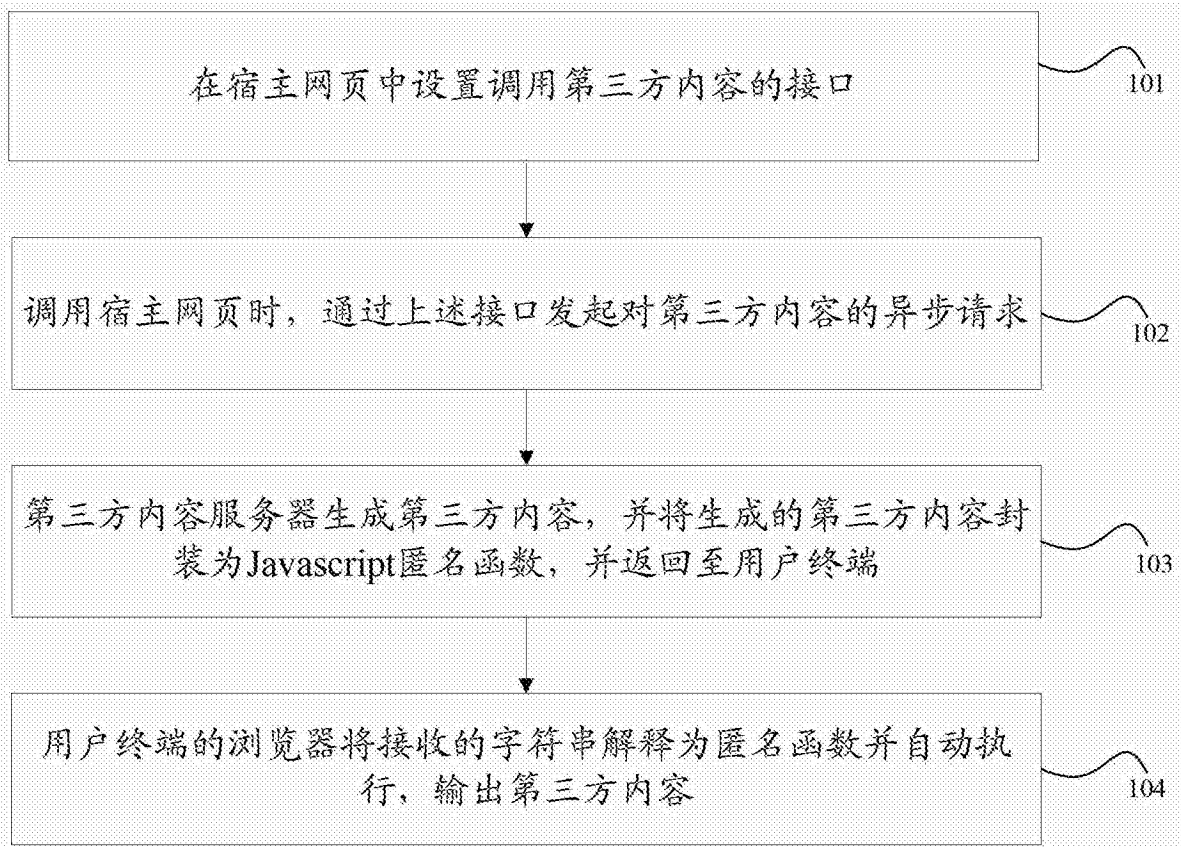 在宿主网页中设置调用第三方内容的接口
101
调用宿主网页时，通过上述接口发起对第三方内容的异步请求
102
第三方内容服务器生成第三方内容，并将生成的第三方内容封
装为Javascript匿名函数，并返回至用户终端
103
用户终端的浏览器将接收的字符串解释为匿名函数并自动执
行，输出第三方内容
104